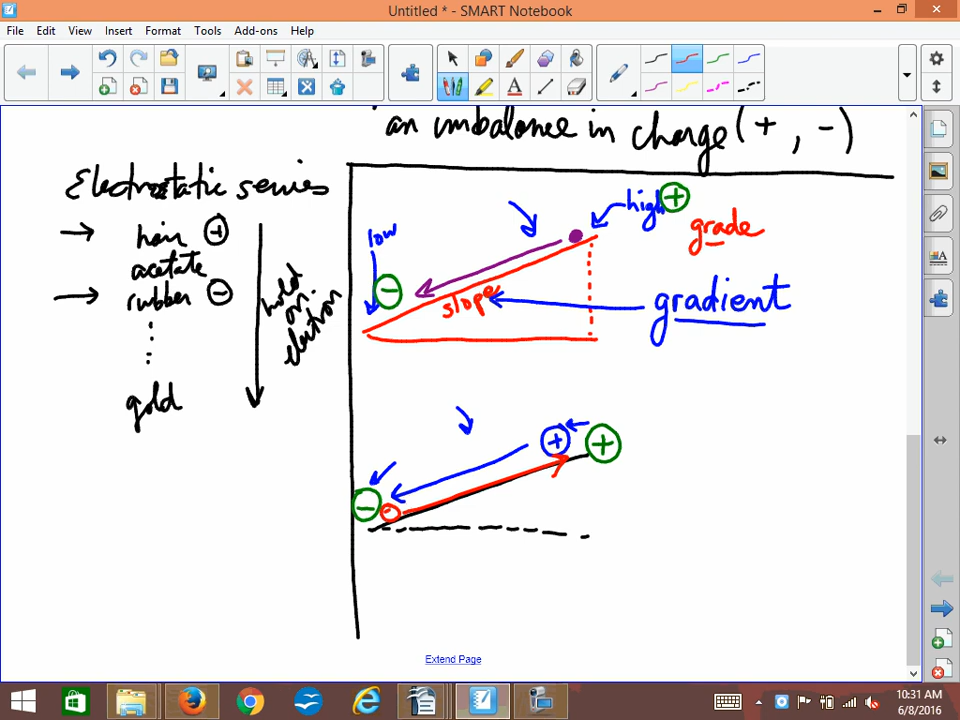 Untitled * - SMART Notebook
File Edit View Insert Format Tools Add-ons Help
an imbalance in charge (+, -)
Electrostatic series
→ hair +
acetate
→ rubber -
gold
hold on electron
low
high +
grade
-
slope
gradient
+ +
- -
Extend Page
10:31 AM
6/8/2016